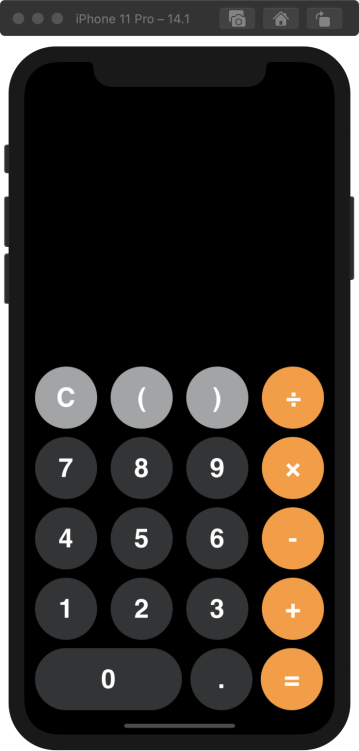 iPhone 11 Pro – 14.1
C ( ) ÷
7 8 9 ×
4 5 6 -
1 2 3 +
0 . =